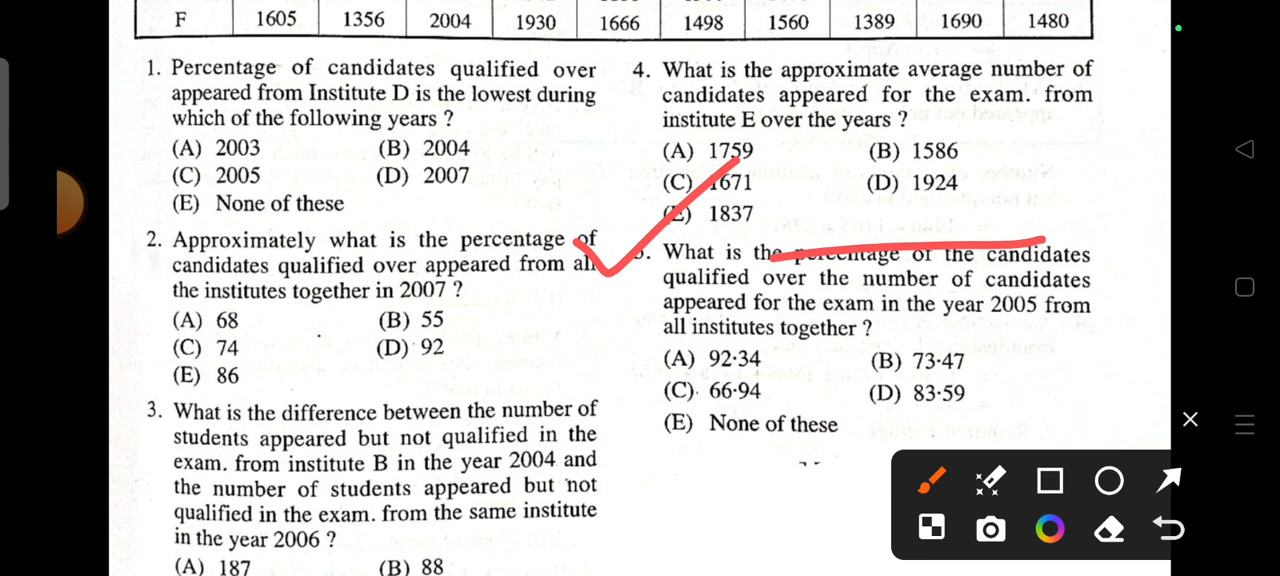 F 1605 1356 2004 1930 1666 1498 1560 1389 1690 1480
1. Percentage of candidates qualified over
appeared from Institute D is the lowest during
which of the following years ?
(A) 2003 (B) 2004
(C) 2005 (D) 2007
(E) None of these
2. Approximately what is the percentage of
candidates qualified over appeared from all
the institutes together in 2007 ?
(A) 68 (B) 55
(C) 74 (D) 92
(E) 86
3. What is the difference between the number of
students appeared but not qualified in the
exam. from institute B in the year 2004 and
the number of students appeared but not
qualified in the exam. from the same institute
in the year 2006 ?
(A) 187 (B) 88
4. What is the approximate average number of
candidates appeared for the exam. from
institute E over the years ?
(A) 1759 (B) 1586
(C) 1671 (D) 1924
(E) 1837
5. What is the percentage of the candidates
qualified over the number of candidates
appeared for the exam in the year 2005 from
all institutes together ?
(A) 92·34 (B) 73·47
(C) 66·94 (D) 83·59
(E) None of these